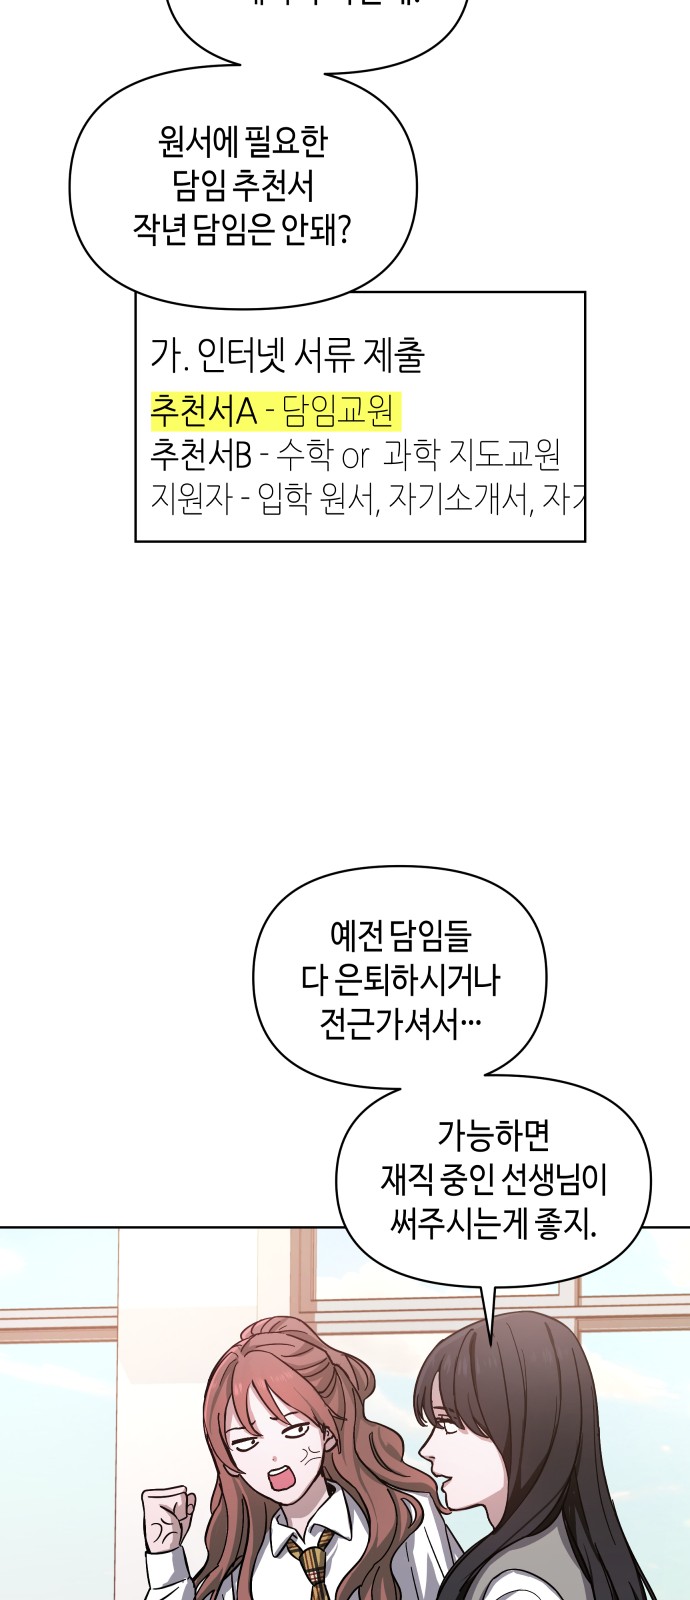 원서에 필요한
담임 추천서
작년 담임은 안돼?
가. 인터넷 서류 제출
추천서A - 담임교원
추천서B - 수학 or 과학 지도교원
지원자 - 입학 원서, 자기소개서, 자기
예전 담임들
다 은퇴하시거나
전근가셔서…
가능하면
재직 중인 선생님이
써주시는게 좋지.